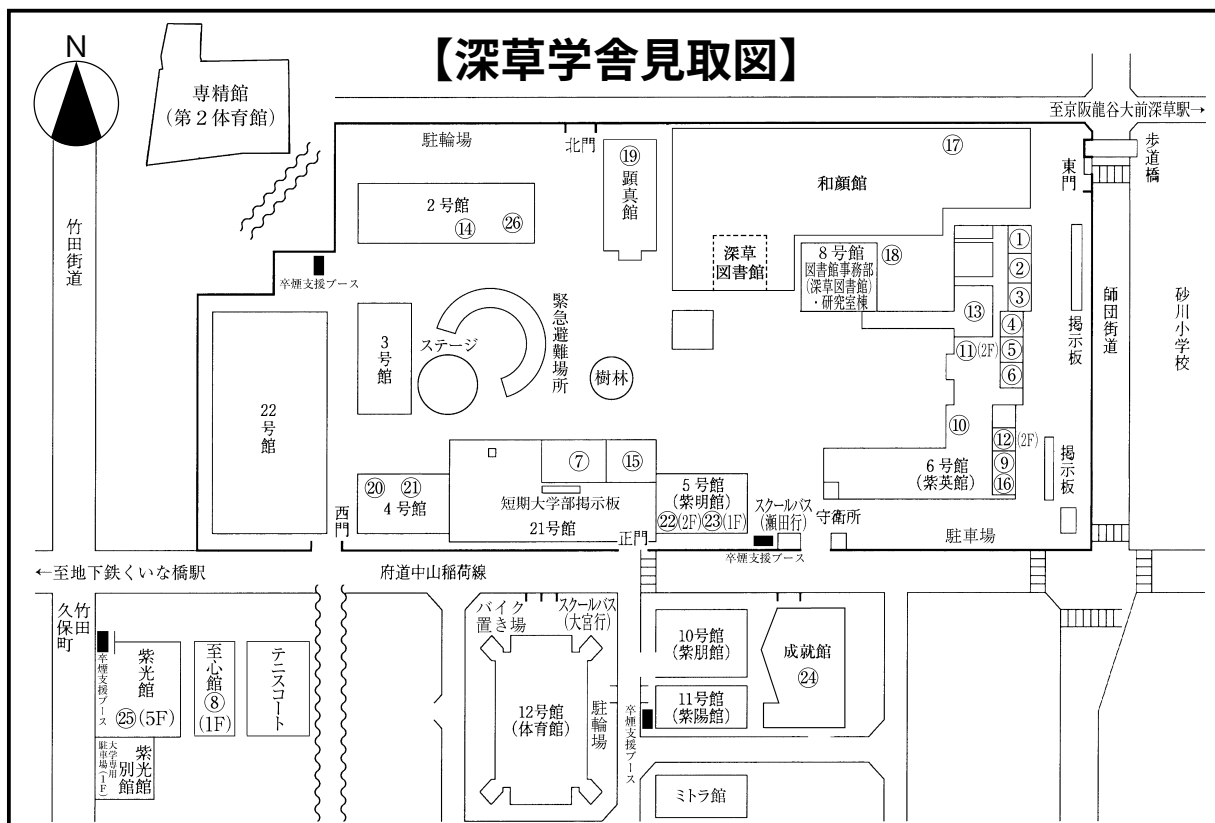 【深草学舎見取図】
N
専精館
(第2体育館)
至京阪龍谷大前深草駅→
駐輪場
北門
⑰
歩道橋
東門
⑲
顕真館
和顔館
2号館
⑭
㉖
竹田街道
深草
図書館
8号館
図書館事務部
(深草図書館)
・研究室棟
⑱
①
②
③
④
⑤
⑥
⑬
⑪(2F)
掲示板
師団街道
砂川小学校
卒煙支援ブース
22号館
3号館
ステージ
緊急避難場所
樹林
⑩
⑫(2F)
⑨
⑯
掲示板
6号館
(紫英館)
⑦
⑮
⑳
㉑
4号館
短期大学部掲示板
21号館
5号館
(紫明館)
㉒(2F)㉓(1F)
スクールバス
(瀬田行)
守衛所
駐車場
西門
正門
卒煙支援ブース
←至地下鉄くいな橋駅
府道中山稲荷線
竹田
久保町
卒煙支援ブース
紫光館
㉕(5F)
至心館
⑧
(1F)
テニスコート
紫光館
別館
大学専用
駐車場(1F)
バイク
置き場
スクールバス
(大宮行)
12号館
(体育館)
駐輪場
卒煙支援ブース
10号館
(紫朋館)
11号館
(紫陽館)
成就館
㉔
ミトラ館